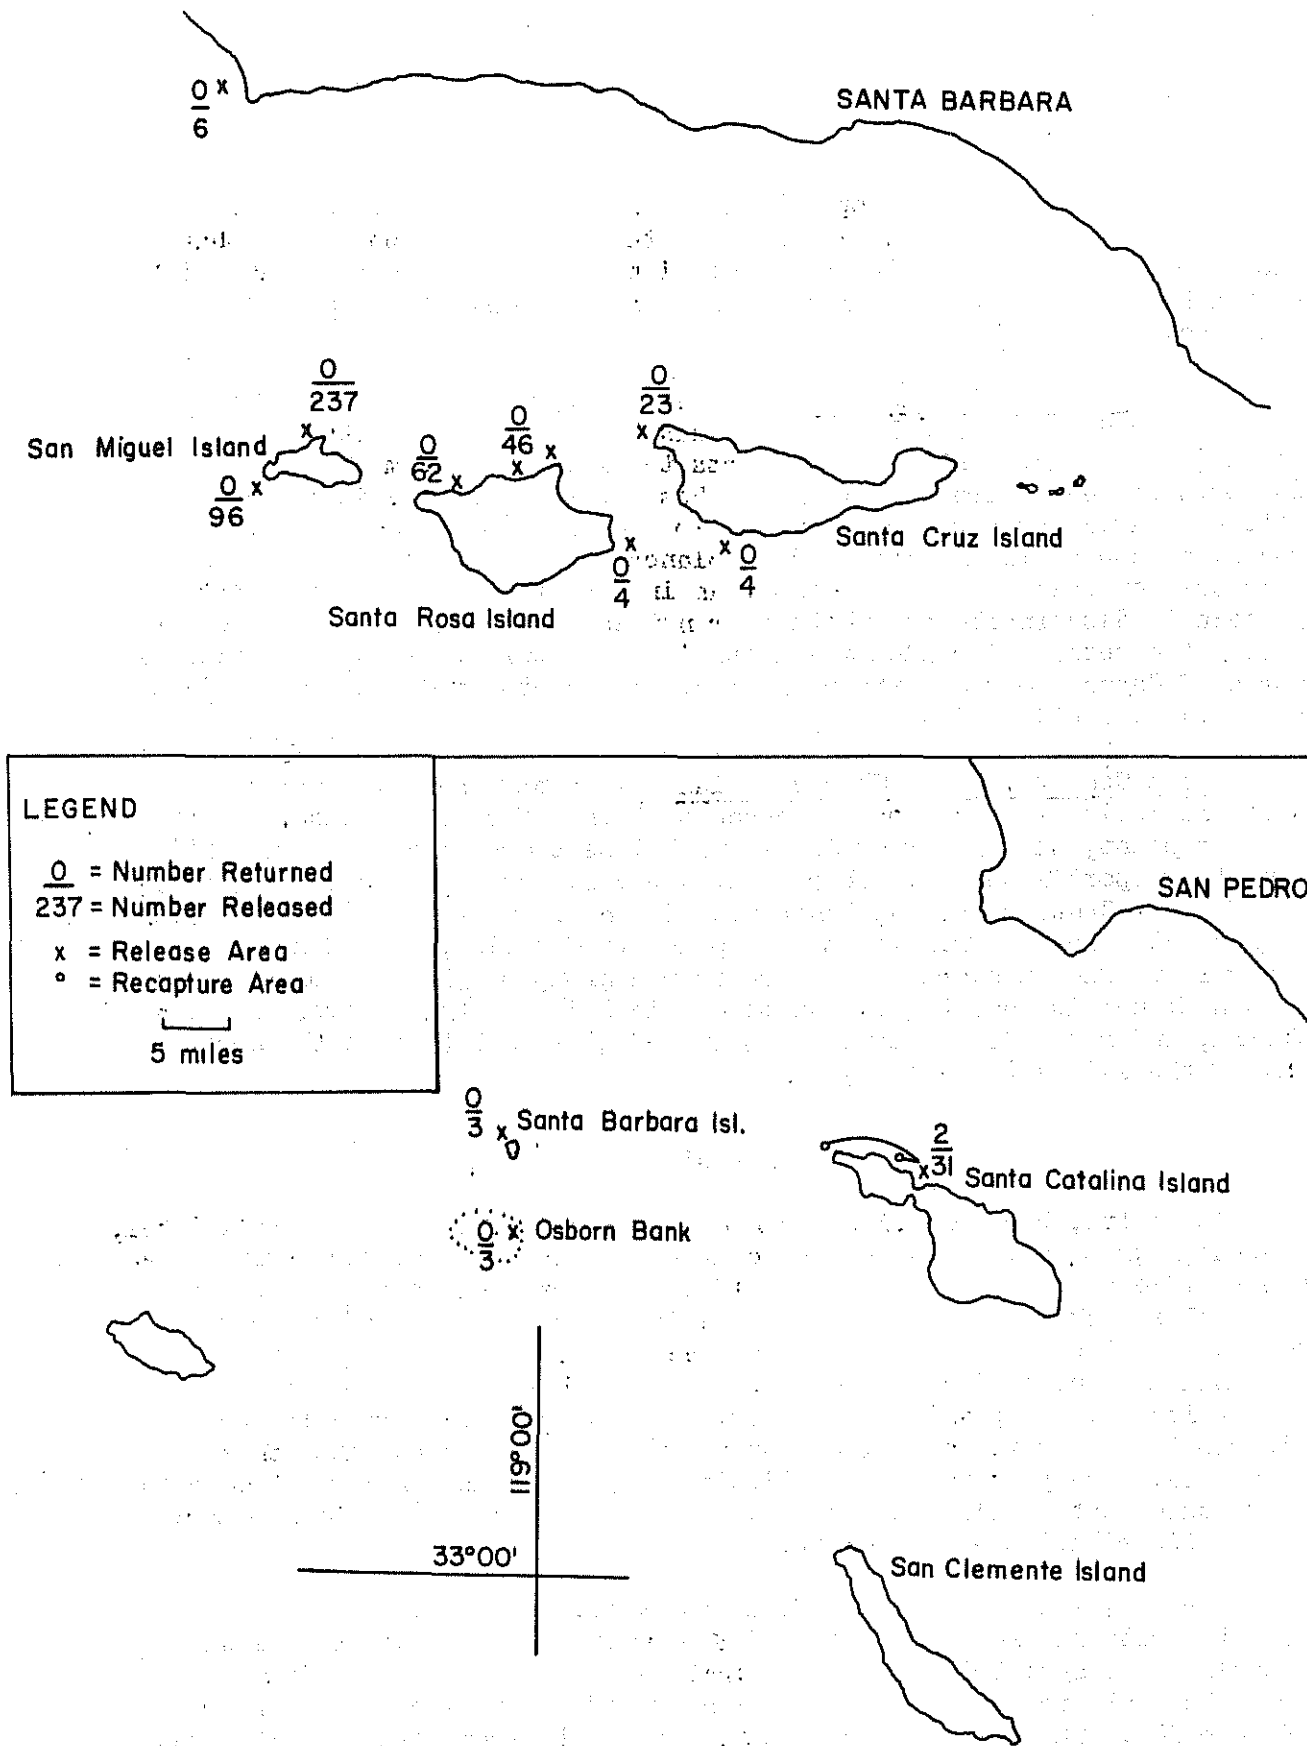 0
6
SANTA BARBARA
0
237
San Miguel Island
0
96
0
62
0
46
0
23
0
4
0
4
Santa Cruz Island
Santa Rosa Island
LEGEND
0 = Number Returned
237 = Number Released
x = Release Area
o = Recapture Area
5 miles
SAN PEDRO
0
3
Santa Barbara Isl.
2
31
Santa Catalina Island
0
3
Osborn Bank
119°00'
33°00'
San Clemente Island